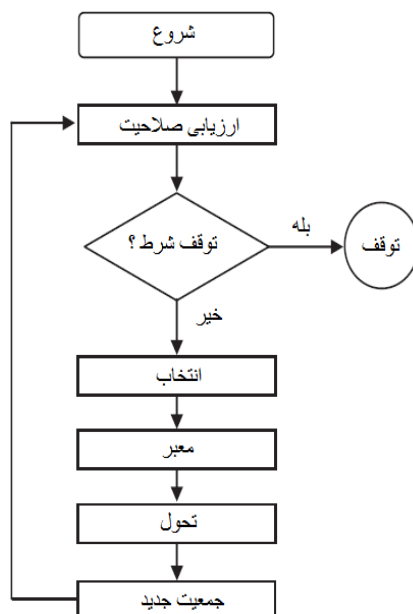 شروع
ارزیابی صلاحیت
توقف شرط؟
بله
توقف
خیر
انتخاب
معبر
تحول
جمعیت جدید